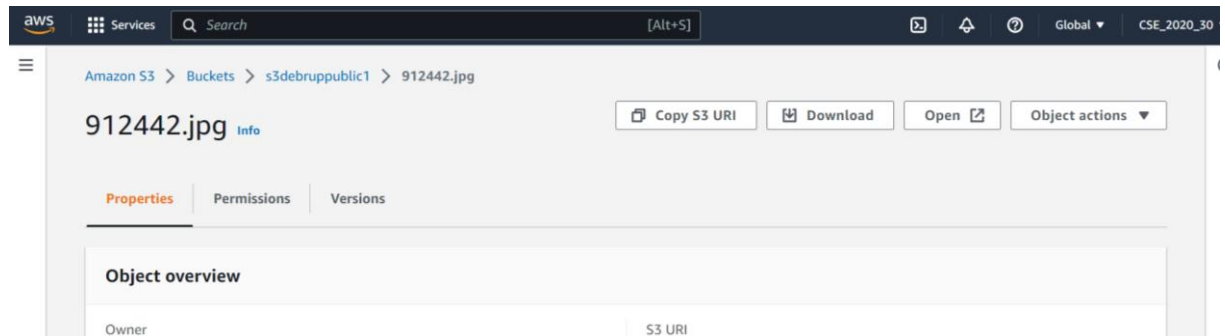 aws Services Search [Alt+S] Global CSE_2020_30
Amazon S3 > Buckets > s3debruppublic1 > 912442.jpg
912442.jpg Info Copy S3 URI Download Open Object actions
Properties Permissions Versions
Object overview
Owner S3 URI